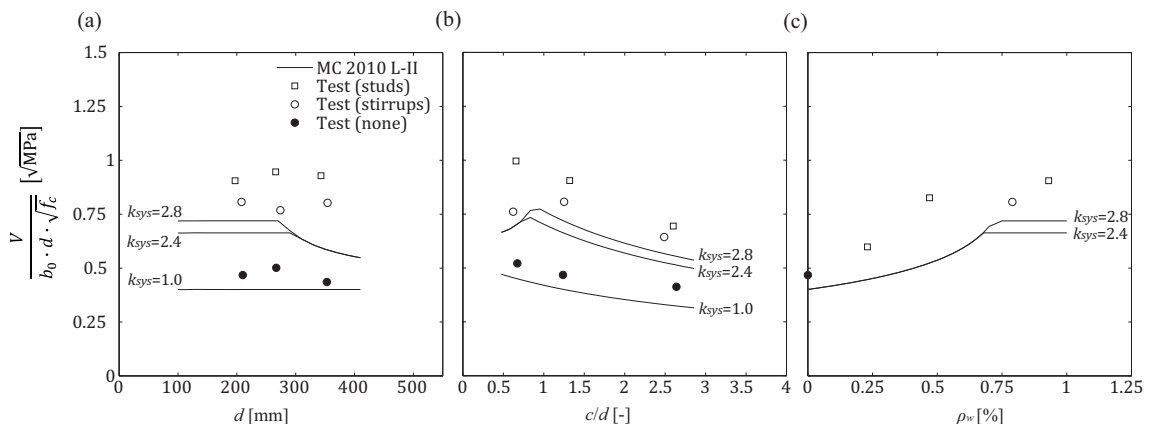 (a)
(b)
(c)
V
b₀ · d · √f_c
[√MPa]
1.5
1.25
1
0.75
0.5
0.25
0
MC 2010 L-II
Test (studs)
Test (stirrups)
Test (none)
ksys=2.8
ksys=2.4
ksys=1.0
0 100 200 300 400 500
d [mm]
ksys=2.8
ksys=2.4
ksys=1.0
0 0.5 1 1.5 2 2.5 3 3.5 4
c/d [-]
ksys=2.8
ksys=2.4
0 0.25 0.5 0.75 1 1.25
ρw [%]